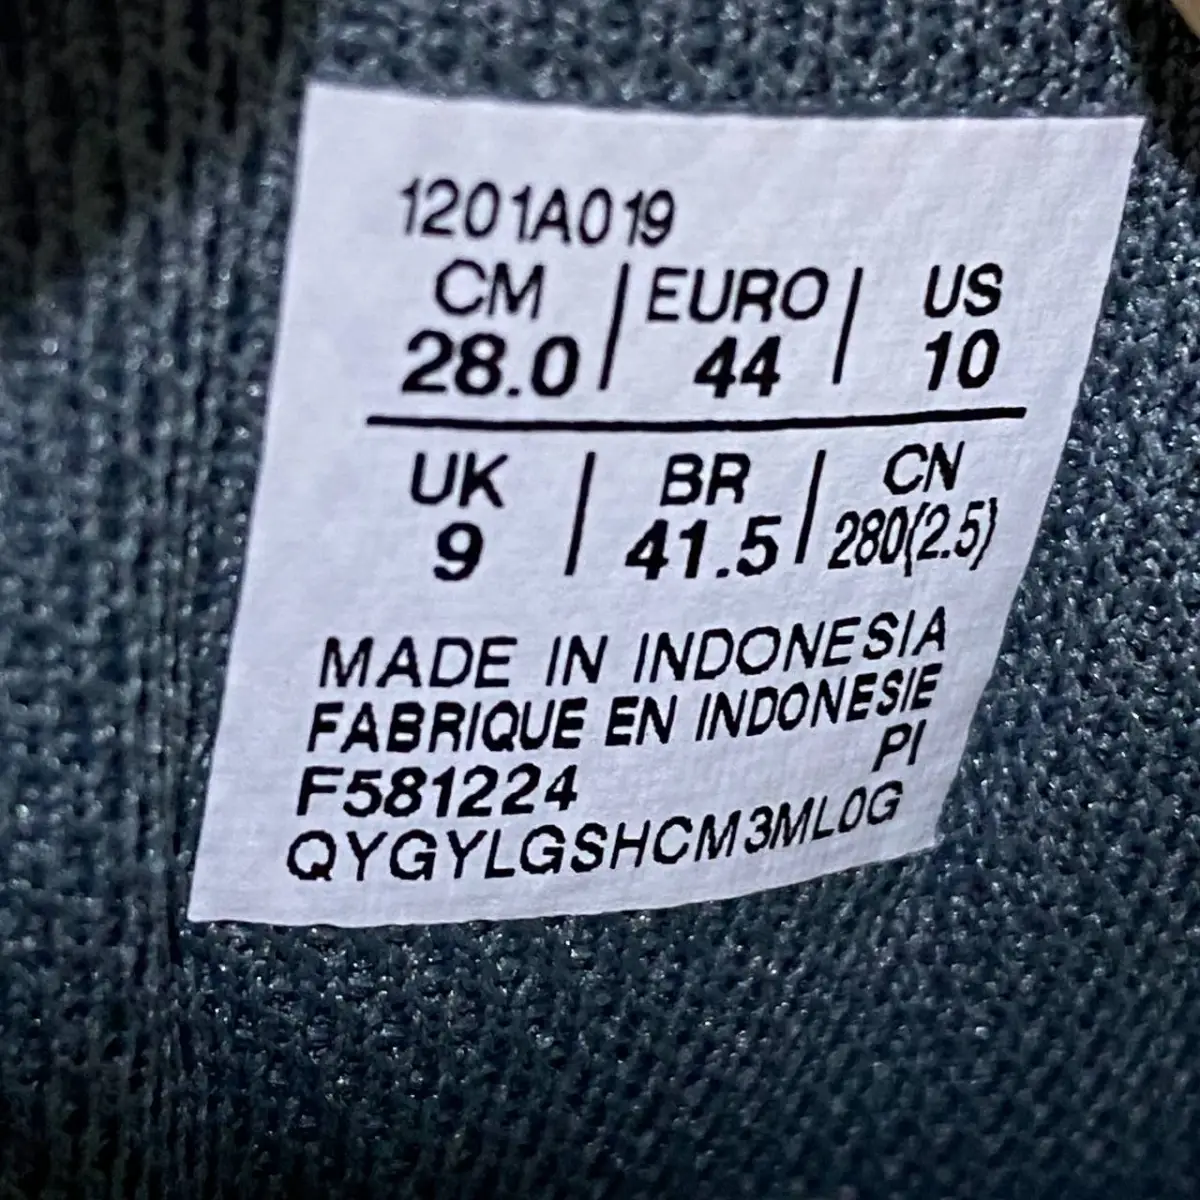 1201A019
CM | EURO | US
28.0 | 44 | 10
UK | BR | CN
9 | 41.5 | 280(2.5)
MADE IN INDONESIA
FABRIQUE EN INDONESIE
F581224 PI
QYGYLGSHCM3ML0G